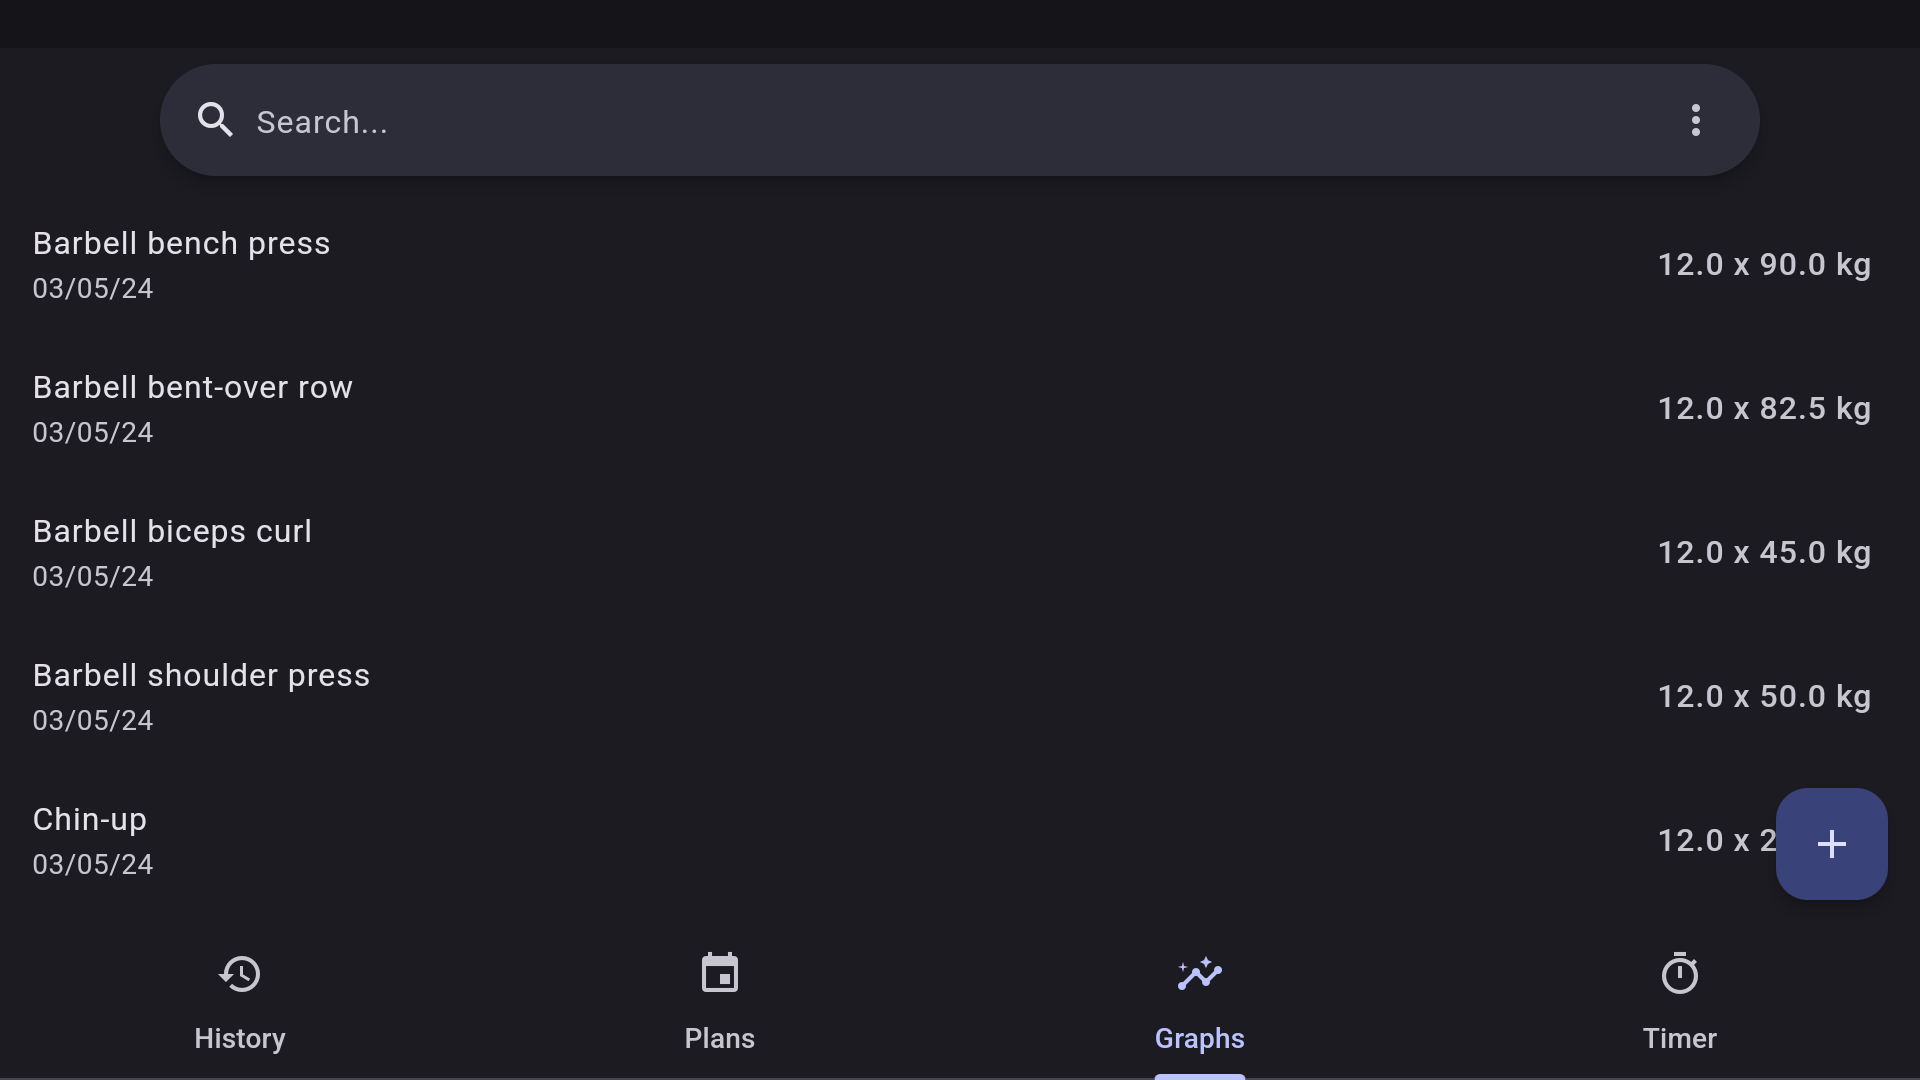 Search...
Barbell bench press
03/05/24
12.0 x 90.0 kg
Barbell bent-over row
03/05/24
12.0 x 82.5 kg
Barbell biceps curl
03/05/24
12.0 x 45.0 kg
Barbell shoulder press
03/05/24
12.0 x 50.0 kg
Chin-up
03/05/24
12.0 x 2
History
Plans
Graphs
Timer